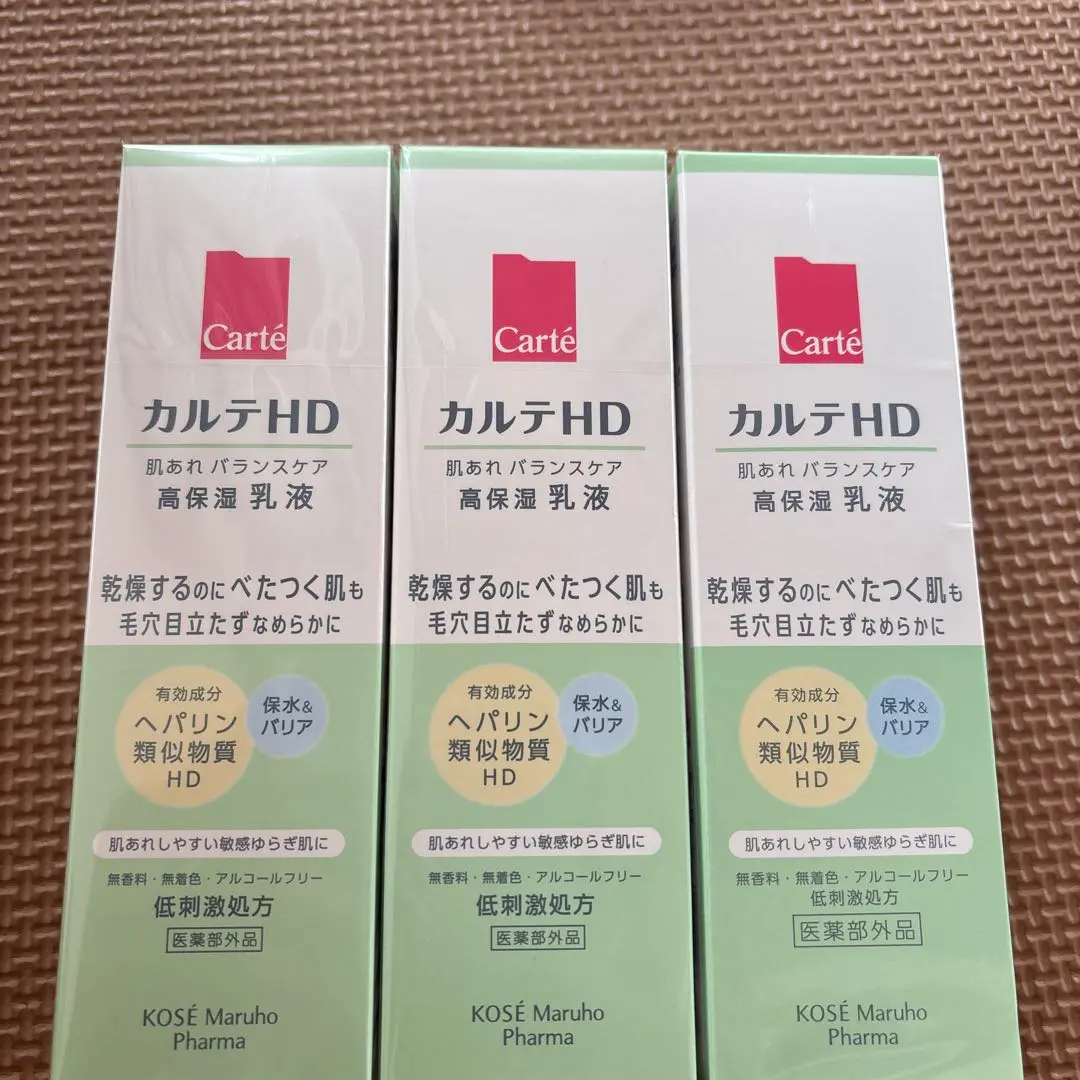 Carté
カルテHD
肌あれ バランスケア
高保湿 乳液
乾燥するのにべたつく肌も
毛穴目立たずなめらかに
有効成分
ヘパリン
類似物質
HD
保水&
バリア
肌あれしやすい敏感ゆらぎ肌に
無香料・無着色・アルコールフリー
低刺激処方
医薬部外品
KOSÉ Maruho
Pharma
Carté
カルテHD
肌あれ バランスケア
高保湿 乳液
乾燥するのにべたつく肌も
毛穴目立たずなめらかに
有効成分
ヘパリン
類似物質
HD
保水&
バリア
肌あれしやすい敏感ゆらぎ肌に
無香料・無着色・アルコールフリー
低刺激処方
医薬部外品
KOSÉ Maruho
Pharma
Carté
カルテHD
肌あれ バランスケア
高保湿 乳液
乾燥するのにべたつく肌も
毛穴目立たずなめらかに
有効成分
ヘパリン
類似物質
HD
保水&
バリア
肌あれしやすい敏感ゆらぎ肌に
無香料・無着色・アルコールフリー
低刺激処方
医薬部外品
KOSÉ Maruho
Pharma